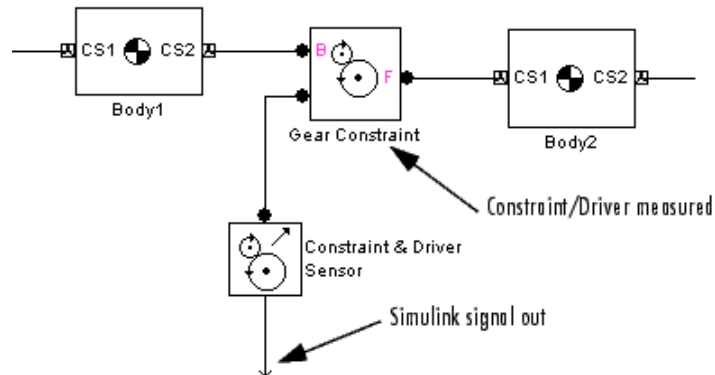 CS1 CS2
Body1
B
F
Gear Constraint
CS1 CS2
Body2
Constraint/Driver measured
Constraint & Driver
Sensor
Simulink signal out